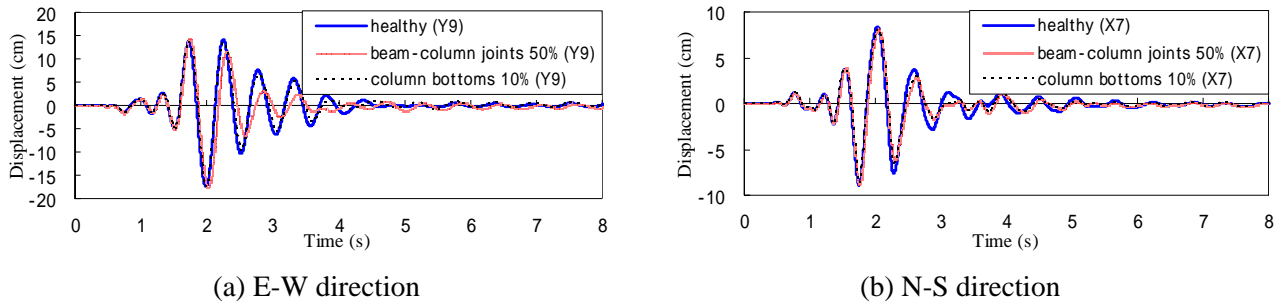 20
15
10
5
0
-5
-10
-15
-20
Displacement (cm)
healthy (Y9)
beam-column joints 50% (Y9)
column bottoms 10% (Y9)
0 1 2 3 4 5 6 7 8
Time (s)
(a) E-W direction
10
5
0
-5
-10
Displacement (cm)
healthy (X7)
beam-column joints 50% (X7)
column bottoms 10% (X7)
0 1 2 3 4 5 6 7 8
Time (s)
(b) N-S direction